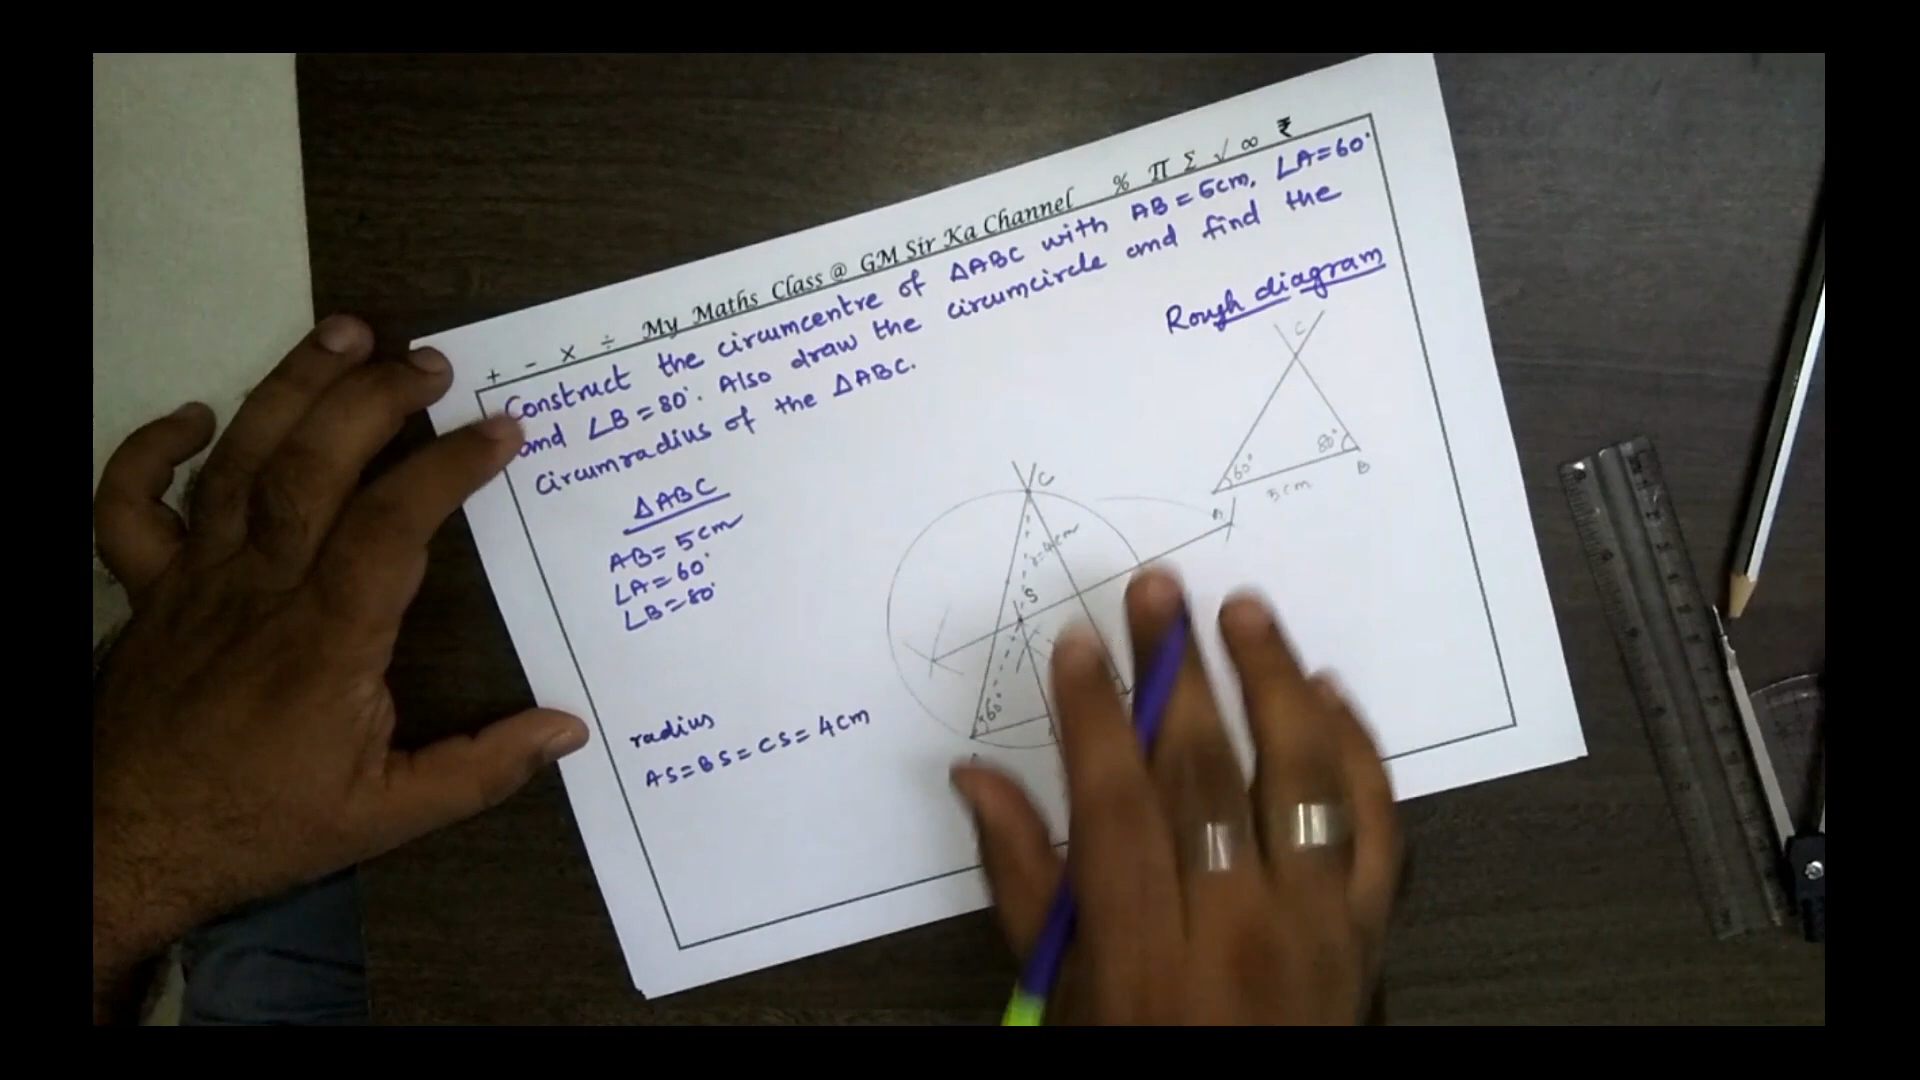 + - × ÷ My Maths Class @ GM Sir Ka Channel % Π Σ √ ∞ ₹
Construct the circumcentre of ΔABC with AB = 5cm, ∠A=60°
and ∠B = 80°. Also draw the circumcircle and find the
circumradius of the ΔABC.
Rough diagram
C
60°
80°
A
B
5cm
ΔABC
AB = 5cm
∠A = 60°
∠B = 80°
C
r=4cm
S
60°
radius
AS = BS = CS = 4cm